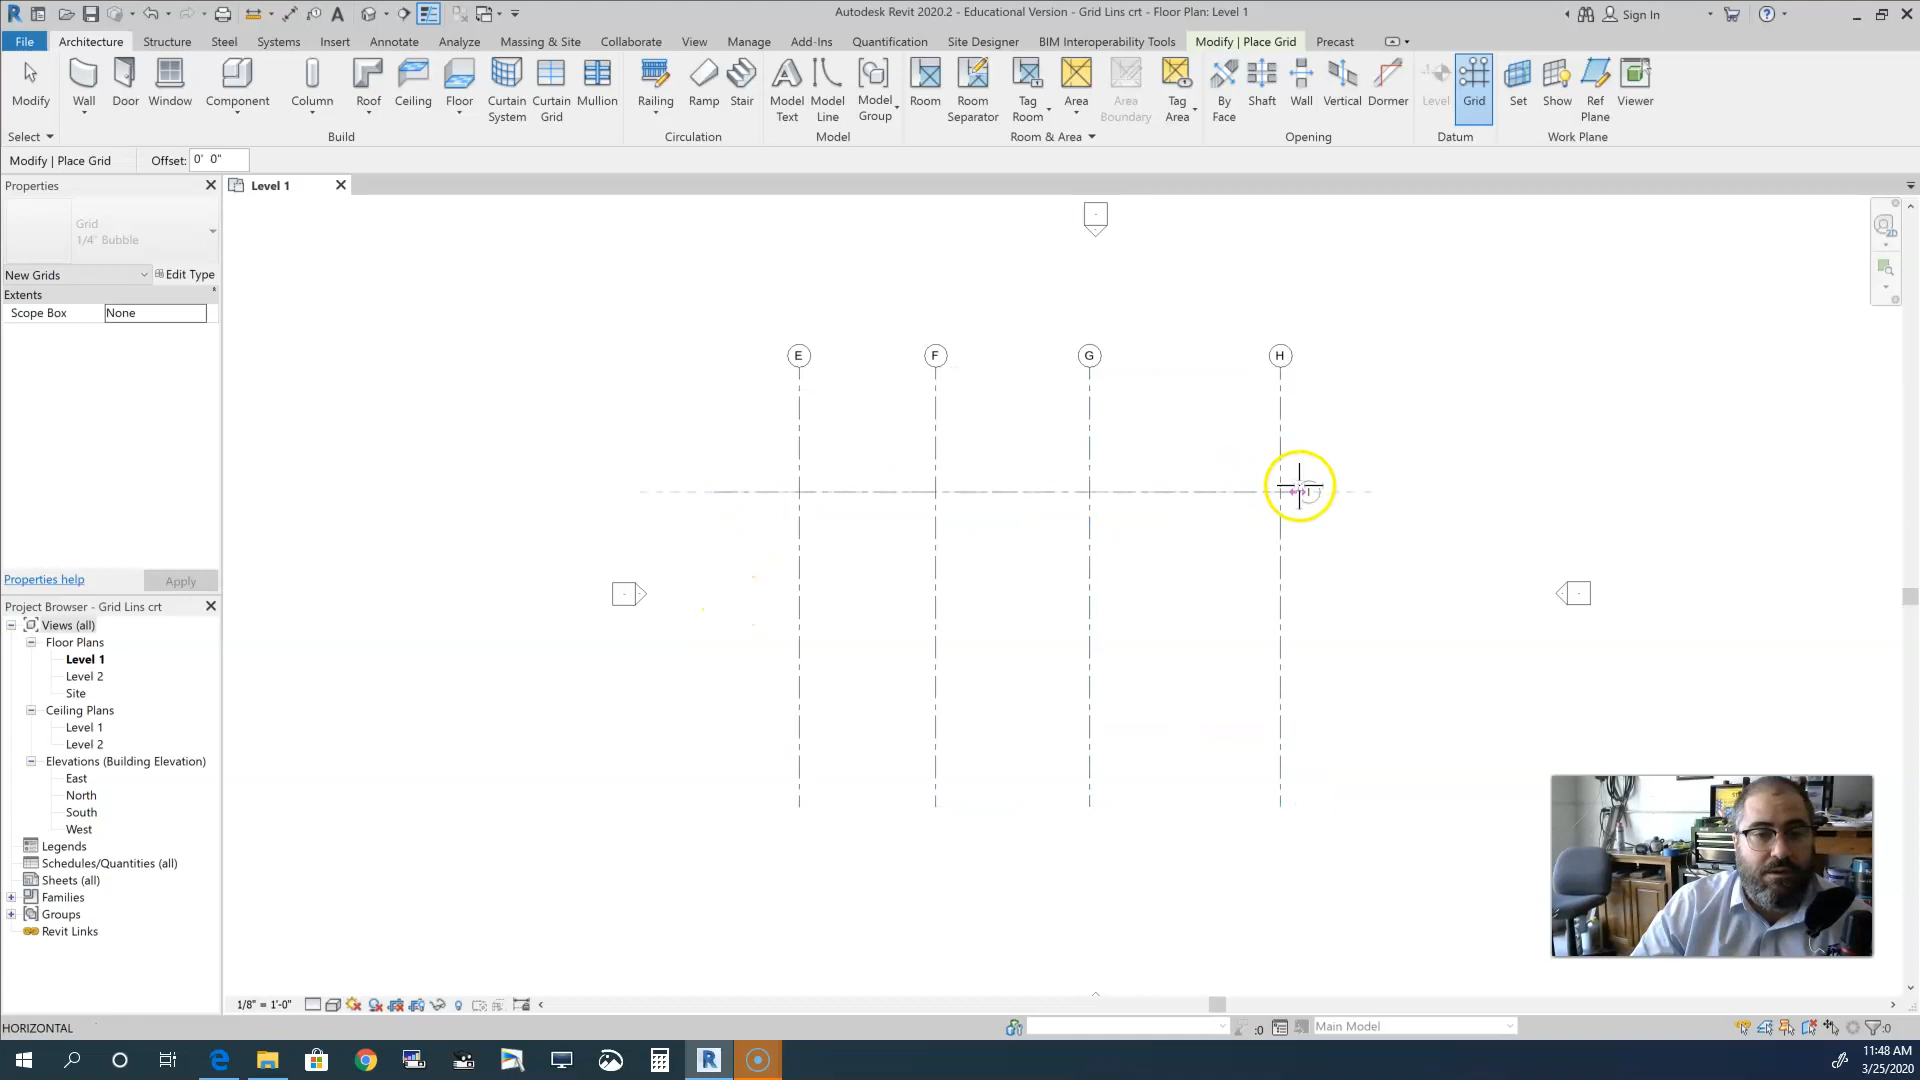 Autodesk Revit 2020.2 - Educational Version - Grid Lins crt - Floor Plan: Level 1
Sign In
File Architecture Structure Steel Systems Insert Annotate Analyze Massing & Site Collaborate View Manage Add-Ins Quantification Site Designer BIM Interoperability Tools Modify | Place Grid Precast
Modify Wall Door Window Component Column Roof Ceiling Floor Curtain System Curtain Grid Mullion Railing Ramp Stair Model Text Model Line Model Group Room Room Separator Tag Room Area Area Boundary Tag Area By Face Shaft Wall Vertical Dormer Level Grid Set Show Ref Plane Viewer
Select Build Circulation Model Room & Area Opening Datum Work Plane
Modify | Place Grid Offset: 0' 0"
Properties
Level 1
Grid
1/4" Bubble
New Grids Edit Type
Extents
Scope Box None
E F G H
I
Properties help Apply
Project Browser - Grid Lins crt
Views (all)
Floor Plans
Level 1
Level 2
Site
Ceiling Plans
Level 1
Level 2
Elevations (Building Elevation)
East
North
South
West
Legends
Schedules/Quantities (all)
Sheets (all)
Families
Groups
Revit Links
1/8" = 1'-0"
HORIZONTAL
:0
Main Model
:0
11:48 AM
3/25/2020